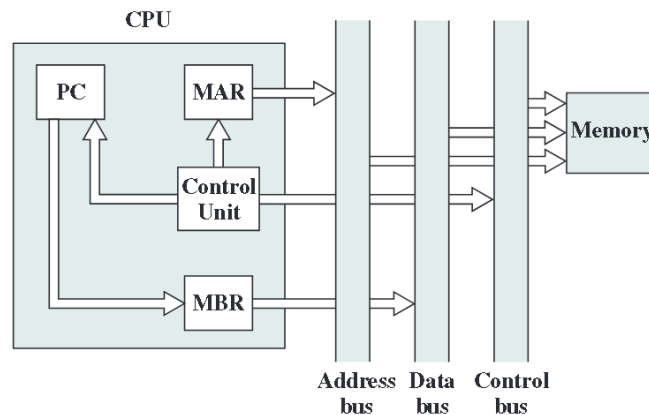 CPU
PC
MAR
Memory
Control
Unit
MBR
Address
bus
Data
bus
Control
bus